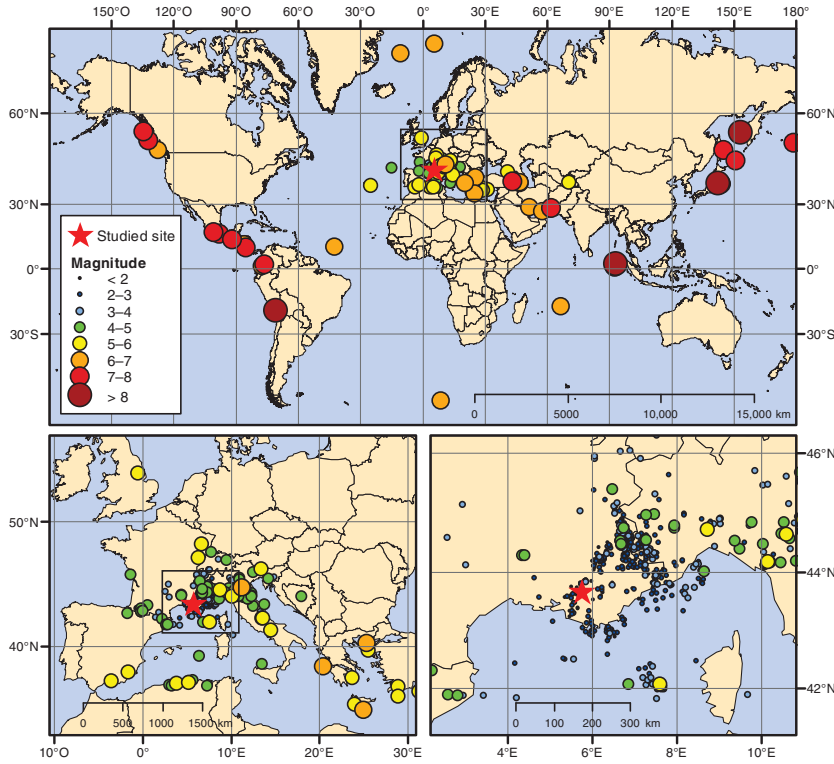 150°O 120°O 90°O 60°O 30°O 0°E 30°E 60°E 90°E 120°E 150°E 180°
60°N 60°N
30°N 30°N
Studied site
Magnitude
< 2
0° 0°
2–3
3–4
4–5
30°S 30°S
5–6
6–7
7–8
> 8
0 5000 10,000 15,000 km
46°N
50°N
44°N
40°N
42°N
0 500 1000 1500 km
0 100 200 300 km
10°O 0°E 10°E 20°E 30°E 4°E 6°E 8°E 10°E